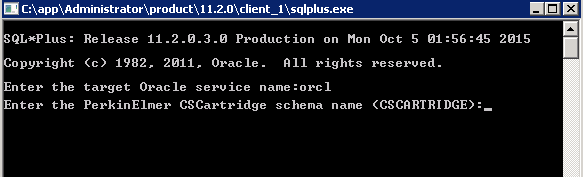 C:\app\Administrator\product\11.2.0\client_1\sqlplus.exe
SQL*Plus: Release 11.2.0.3.0 Production on Mon Oct 5 01:56:45 2015
Copyright (c) 1982, 2011, Oracle.  All rights reserved.
Enter the target Oracle service name:orcl
Enter the PerkinElmer CSCartridge schema name (CSCARTRIDGE):_